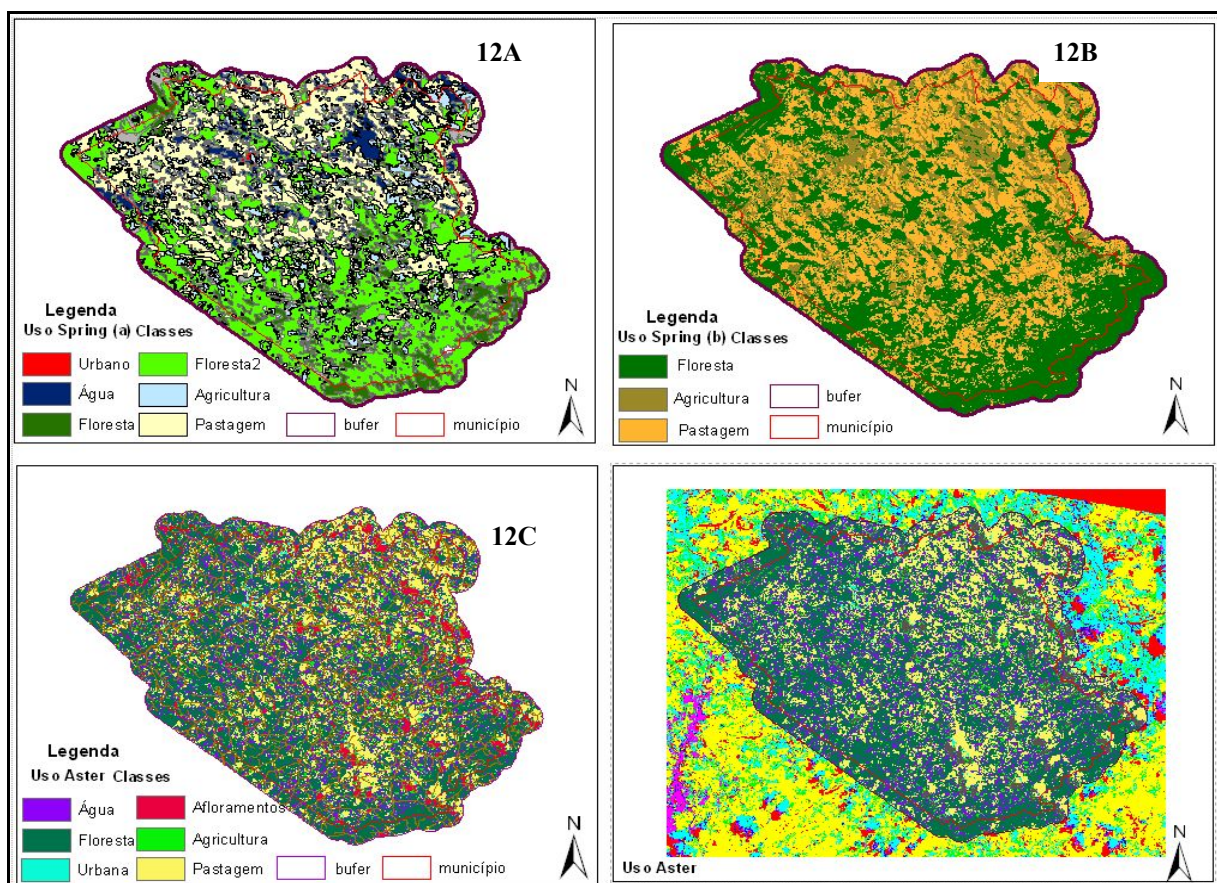 12A
Legenda
Uso Spring (a) Classes
Urbano Floresta2
Água Agricultura
Floresta Pastagem bufer município
N
12B
Legenda
Uso Spring (b) Classes
Floresta
Agricultura bufer
Pastagem município
N
12C
Legenda
Uso Aster Classes
Água Afloramentos
Floresta Agricultura
Urbana Pastagem bufer município
N
Uso Aster
N